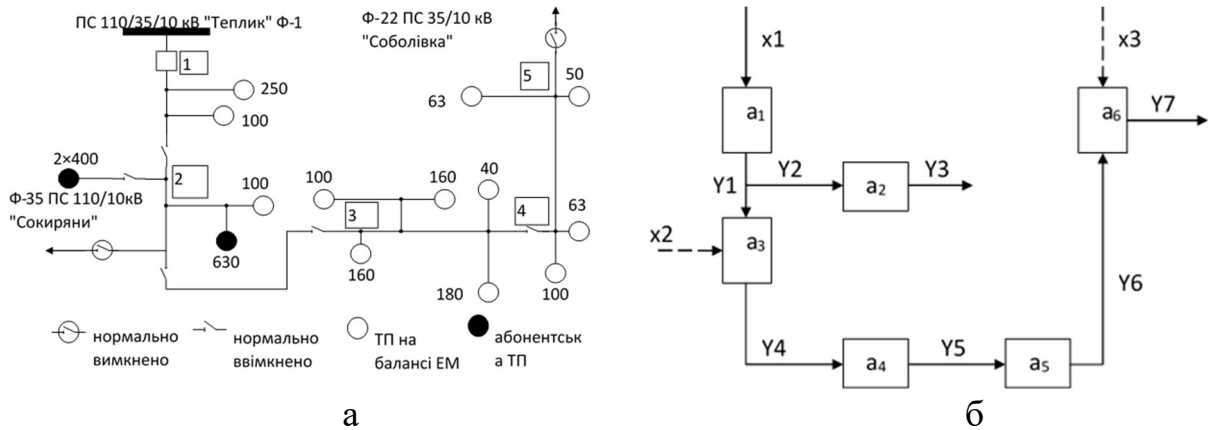 ПС 110/35/10 кВ "Теплик" Ф-1
1
250
100
2×400
2
Ф-35 ПС 110/10кВ
"Сокиряни"
100
630
Ф-22 ПС 35/10 кВ
"Соболівка"
5
50
63
100
160
40
3
4
63
160
180
100
нормально
вимкнено
нормально
ввімкнено
ТП на
балансі ЕМ
абонентськ
а ТП
а
x1
x3
a₁
a₆
Y7
Y1
Y2
a₂
Y3
x2
a₃
Y6
Y4
a₄
Y5
a₅
б